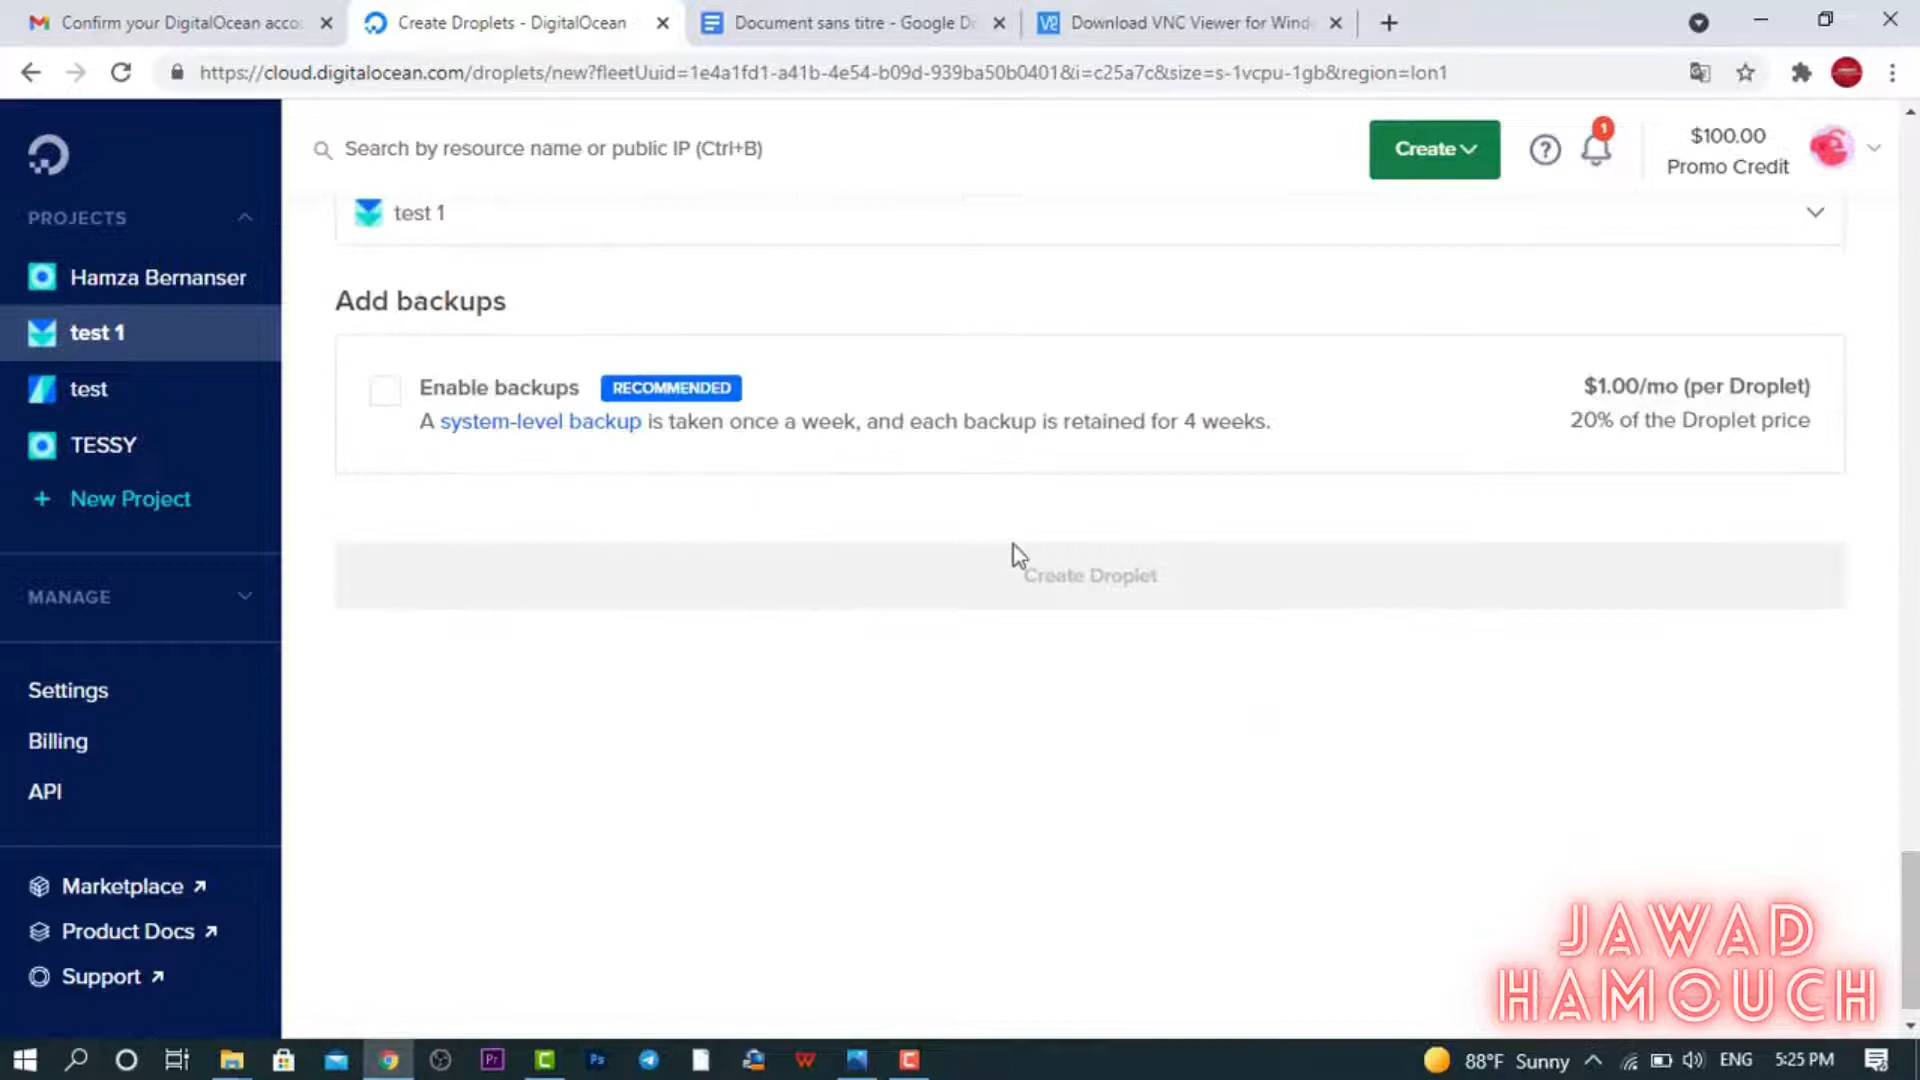 Confirm your DigitalOcean acco
Create Droplets - DigitalOcean
Document sans titre - Google D
Download VNC Viewer for Wind
https://cloud.digitalocean.com/droplets/new?fleetUuid=1e4a1fd1-a41b-4e54-b09d-939ba50b0401&i=c25a7c&size=s-1vcpu-1gb&region=lon1
Search by resource name or public IP (Ctrl+B)
Create
1
$100.00
Promo Credit
PROJECTS
Hamza Bernanser
test 1
test
TESSY
+ New Project
MANAGE
Settings
Billing
API
Marketplace
Product Docs
Support
test 1
Add backups
Enable backups RECOMMENDED
$1.00/mo (per Droplet)
A system-level backup is taken once a week, and each backup is retained for 4 weeks.
20% of the Droplet price
Create Droplet
JAWAD
HAMOUCH
88°F Sunny
ENG
5:25 PM